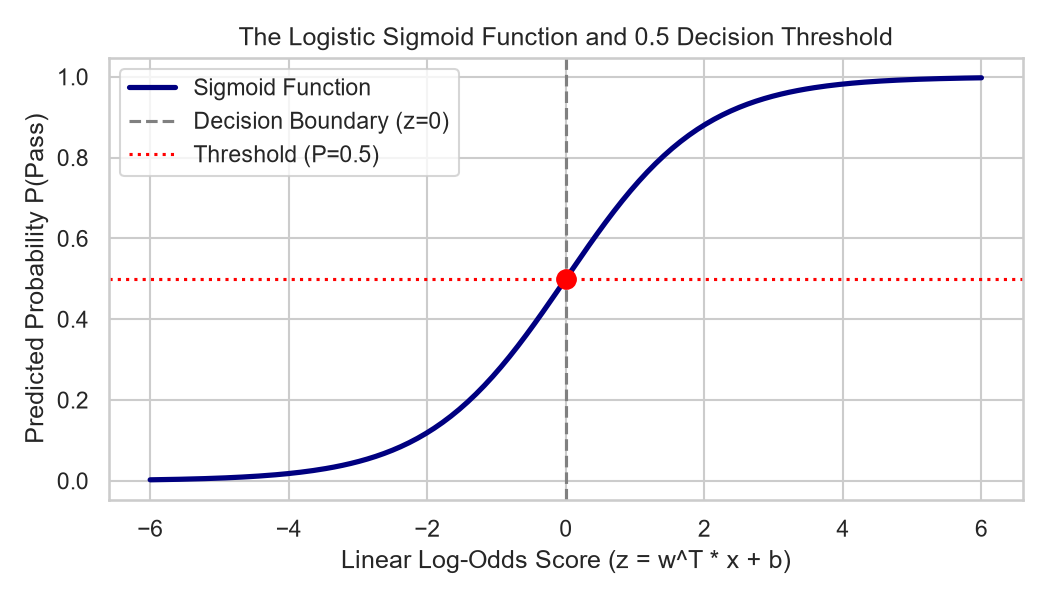 The Logistic Sigmoid Function and 0.5 Decision Threshold
Sigmoid Function
Decision Boundary (z=0)
Threshold (P=0.5)
Predicted Probability P(Pass)
1.0
0.8
0.6
0.4
0.2
0.0
−6 −4 −2 0 2 4 6
Linear Log-Odds Score (z = w^T * x + b)